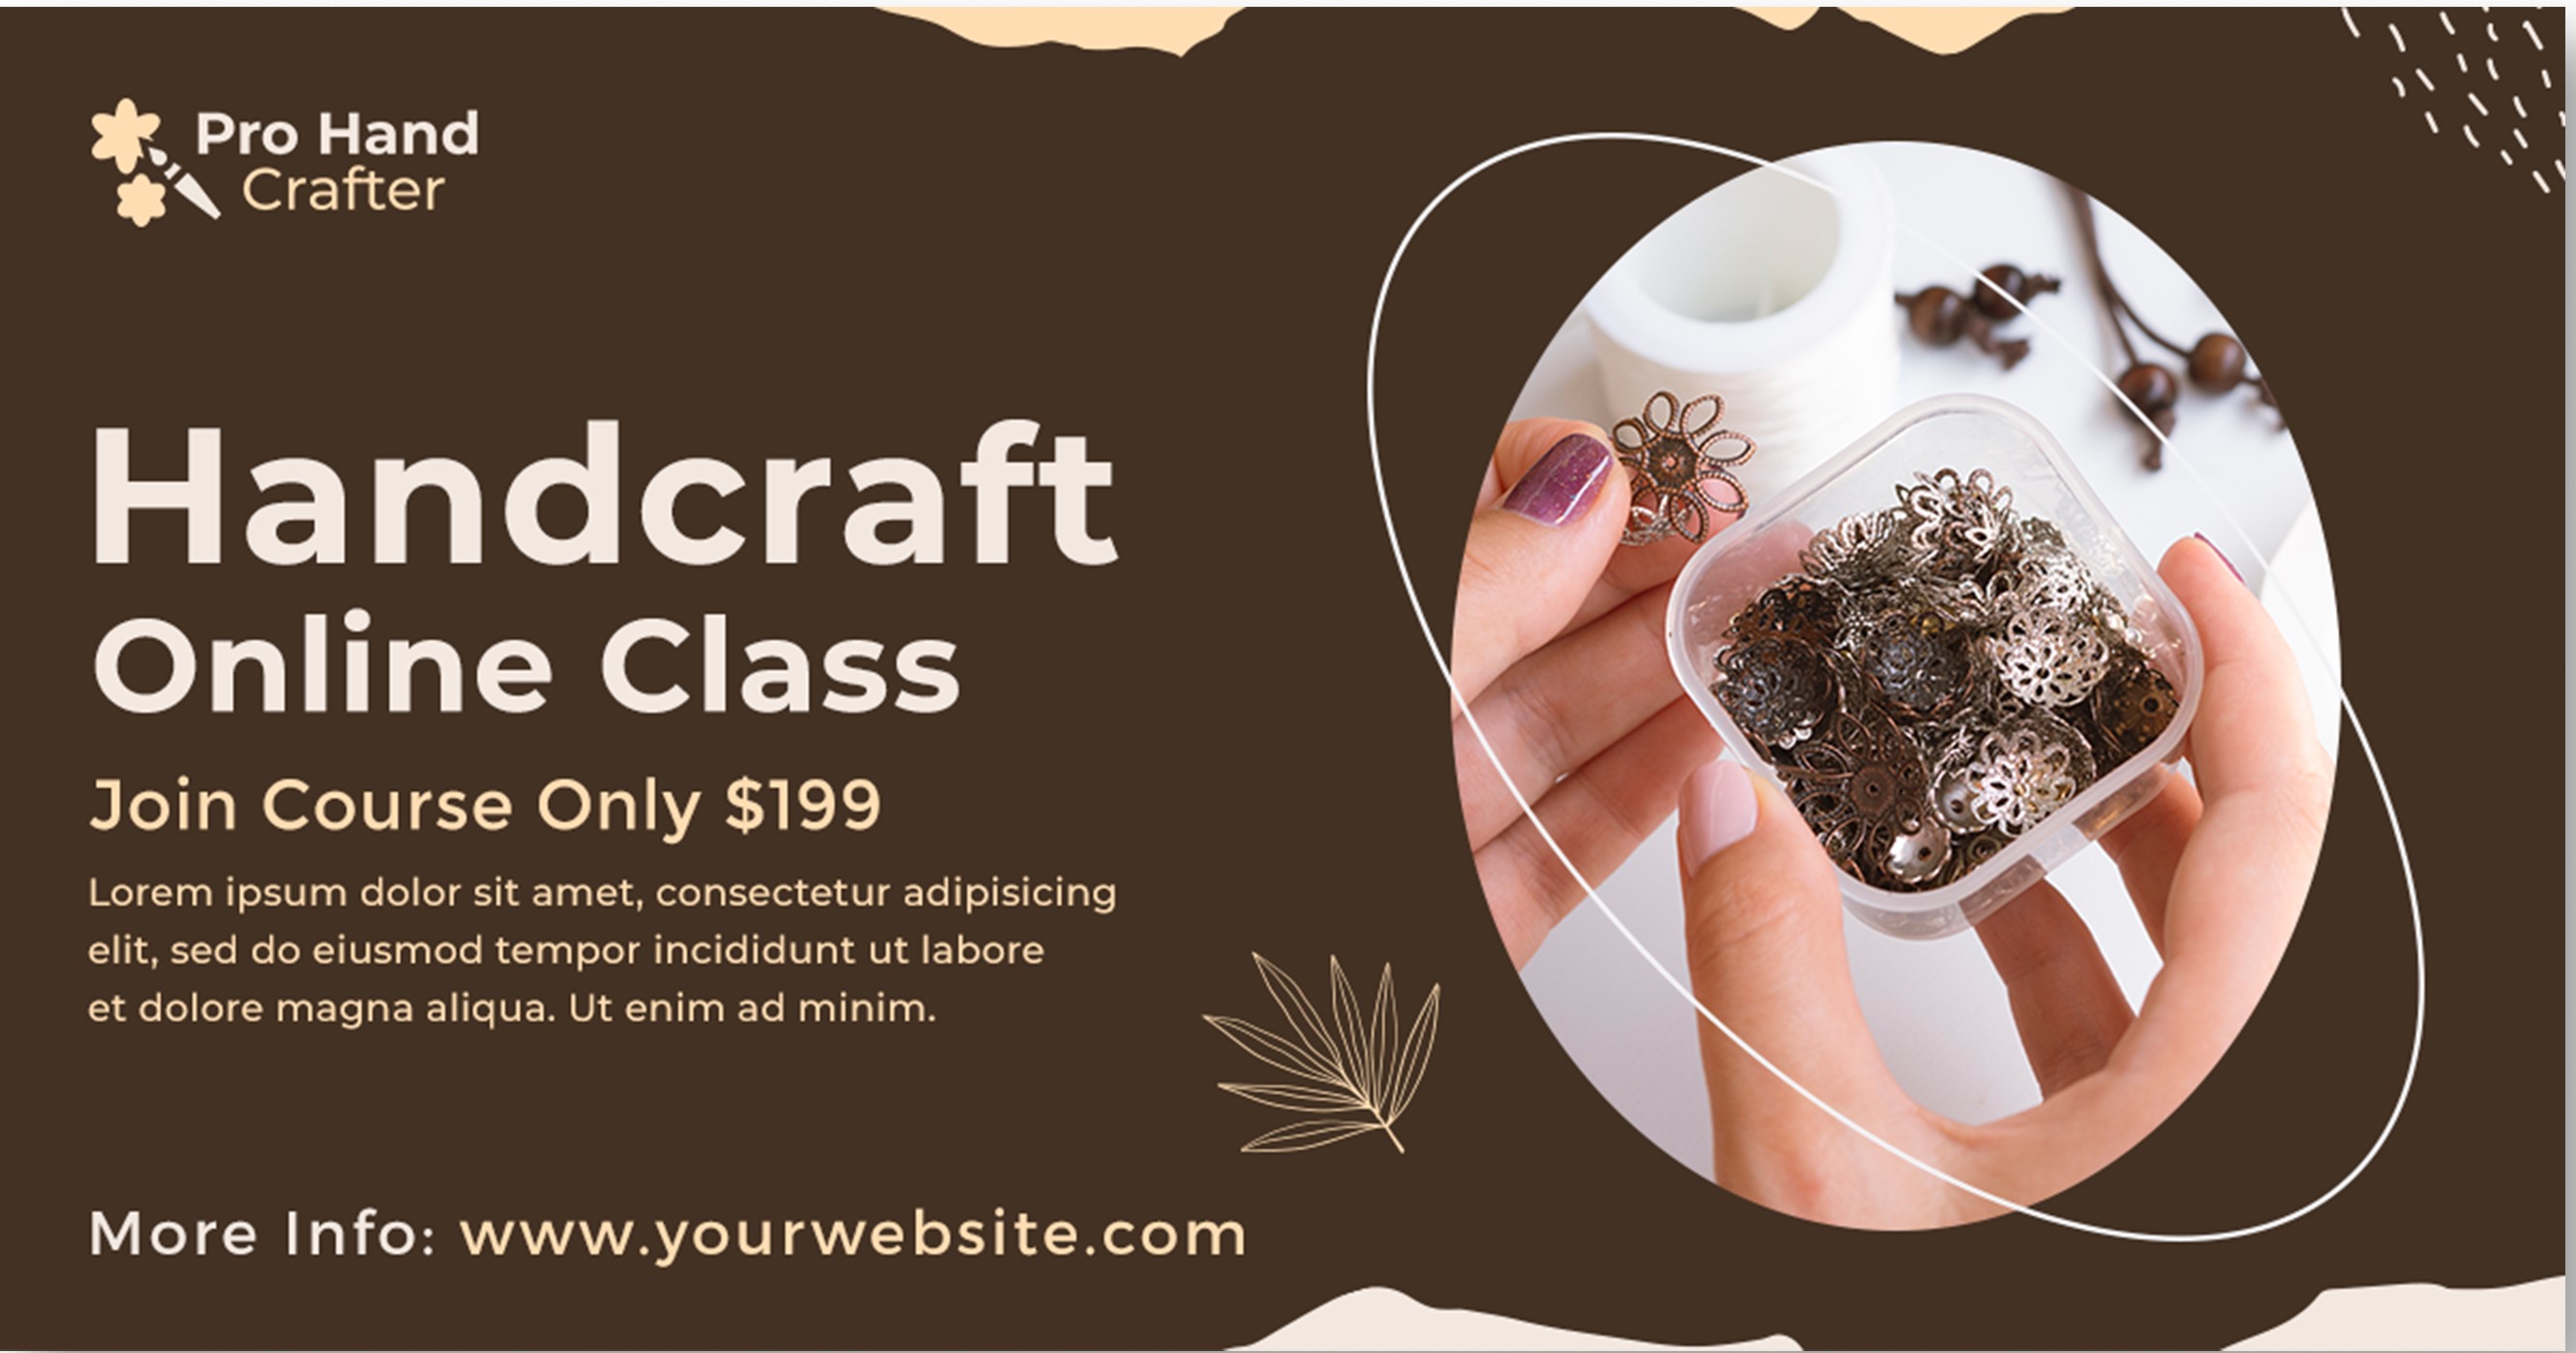 Pro Hand
Crafter
Handcraft
Online Class
Join Course Only $199
Lorem ipsum dolor sit amet, consectetur adipisicing
elit, sed do eiusmod tempor incididunt ut labore
et dolore magna aliqua. Ut enim ad minim.
More Info: www.yourwebsite.com